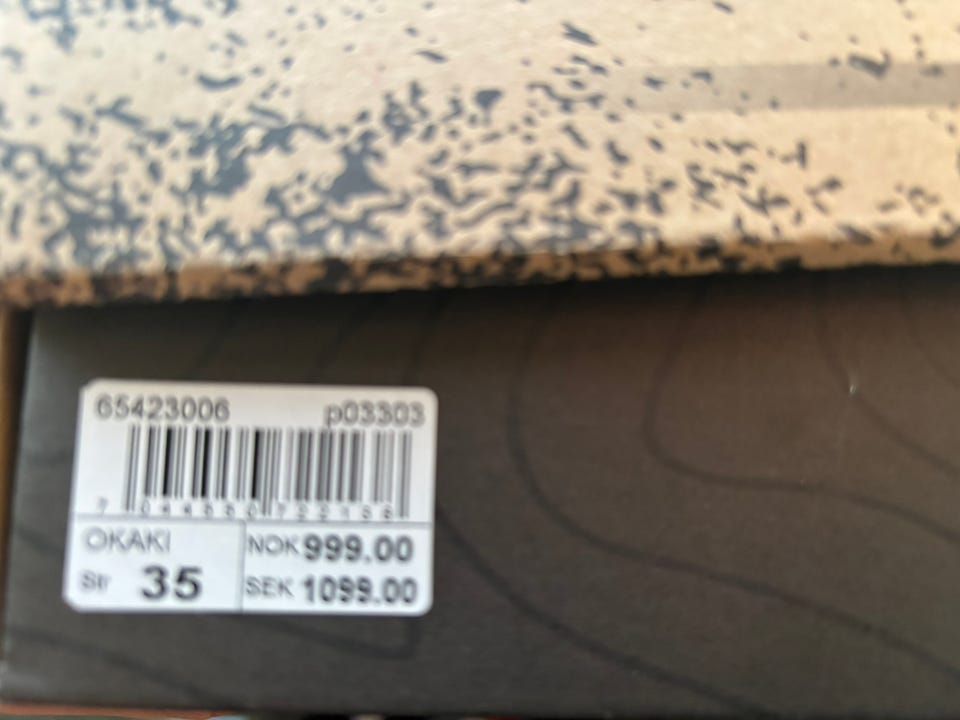 65423006 p03303
OKAKI
Str 35
NOK 999.00
SEK 1099.00